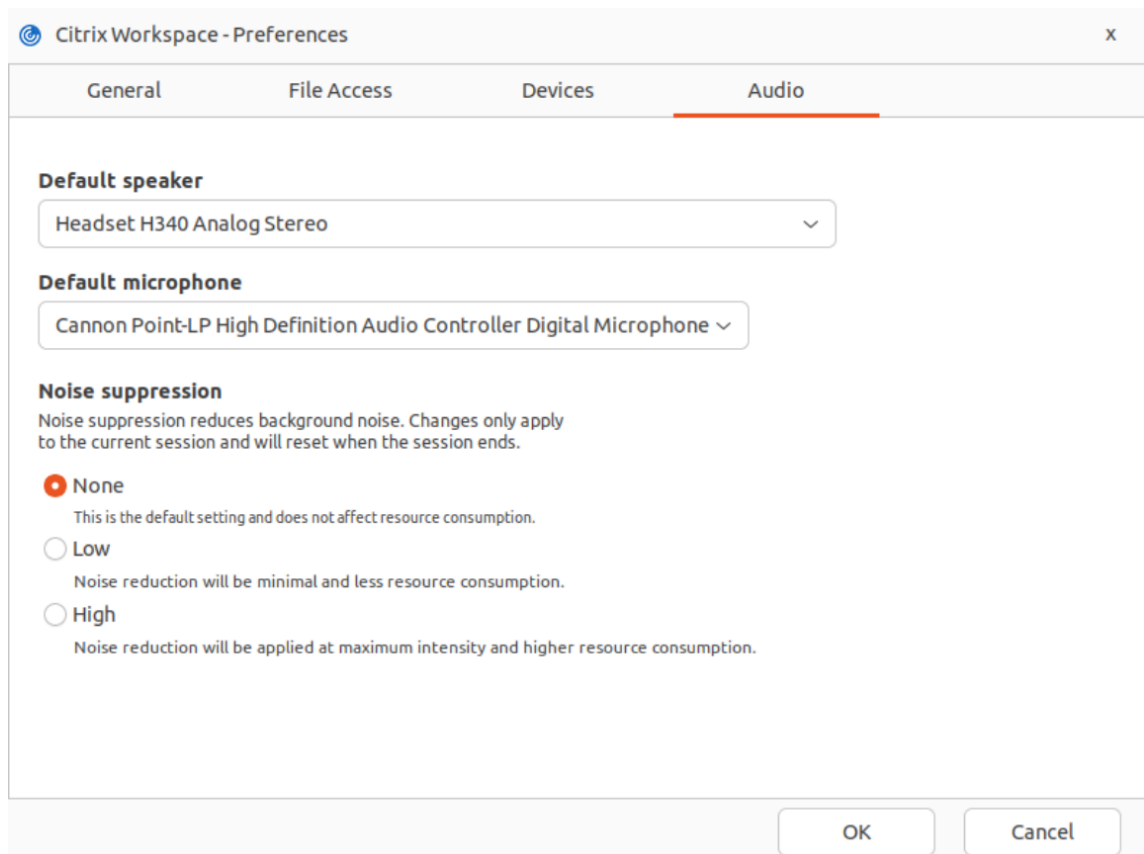 Citrix Workspace - Preferences x
General File Access Devices Audio
Default speaker
Headset H340 Analog Stereo
Default microphone
Cannon Point-LP High Definition Audio Controller Digital Microphone
Noise suppression
Noise suppression reduces background noise. Changes only apply
to the current session and will reset when the session ends.
None
This is the default setting and does not affect resource consumption.
Low
Noise reduction will be minimal and less resource consumption.
High
Noise reduction will be applied at maximum intensity and higher resource consumption.
OK Cancel